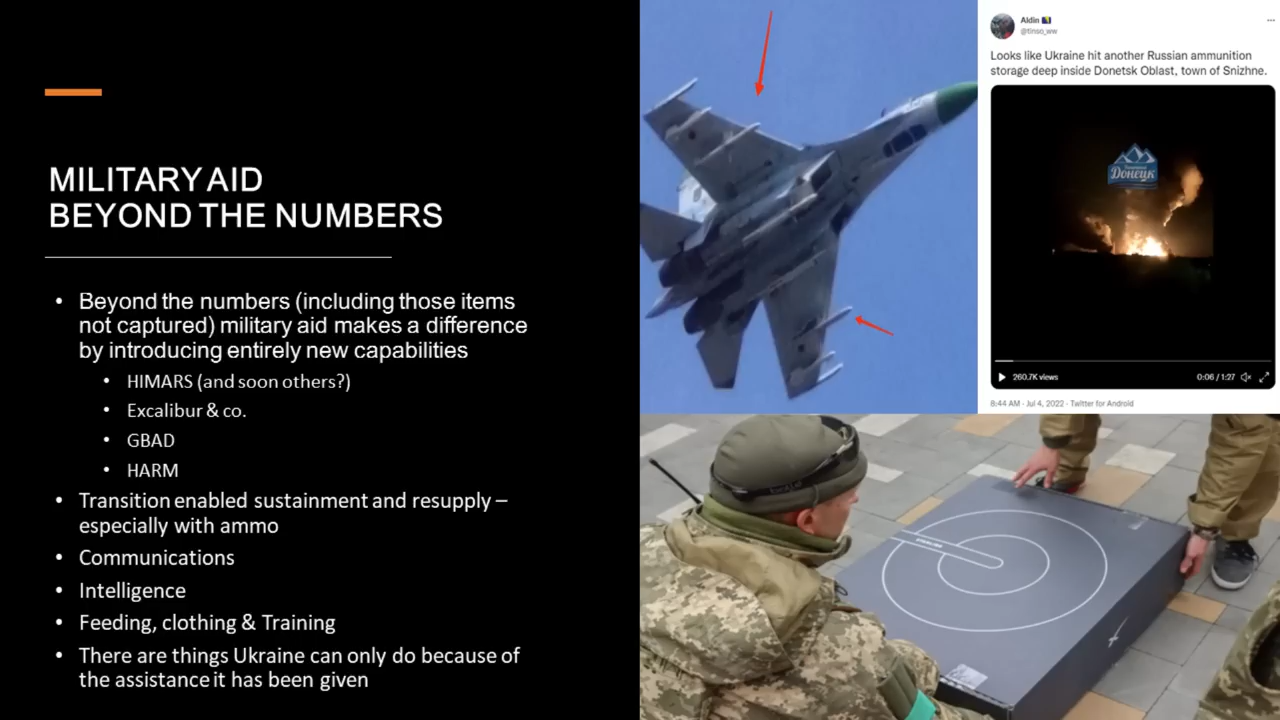 MILITARY AID
BEYOND THE NUMBERS
• Beyond the numbers (including those items
not captured) military aid makes a difference
by introducing entirely new capabilities
• HIMARS (and soon others?)
• Excalibur & co.
• GBAD
• HARM
• Transition enabled sustainment and resupply –
especially with ammo
• Communications
• Intelligence
• Feeding, clothing & Training
• There are things Ukraine can only do because of
the assistance it has been given
Aldin
@tinso_ww
Looks like Ukraine hit another Russian ammunition
storage deep inside Donetsk Oblast, town of Snizhne.
Донецк
260.7K views
0:06 / 1:27
8:44 AM · Jul 4, 2022 · Twitter for Android
STARLINK